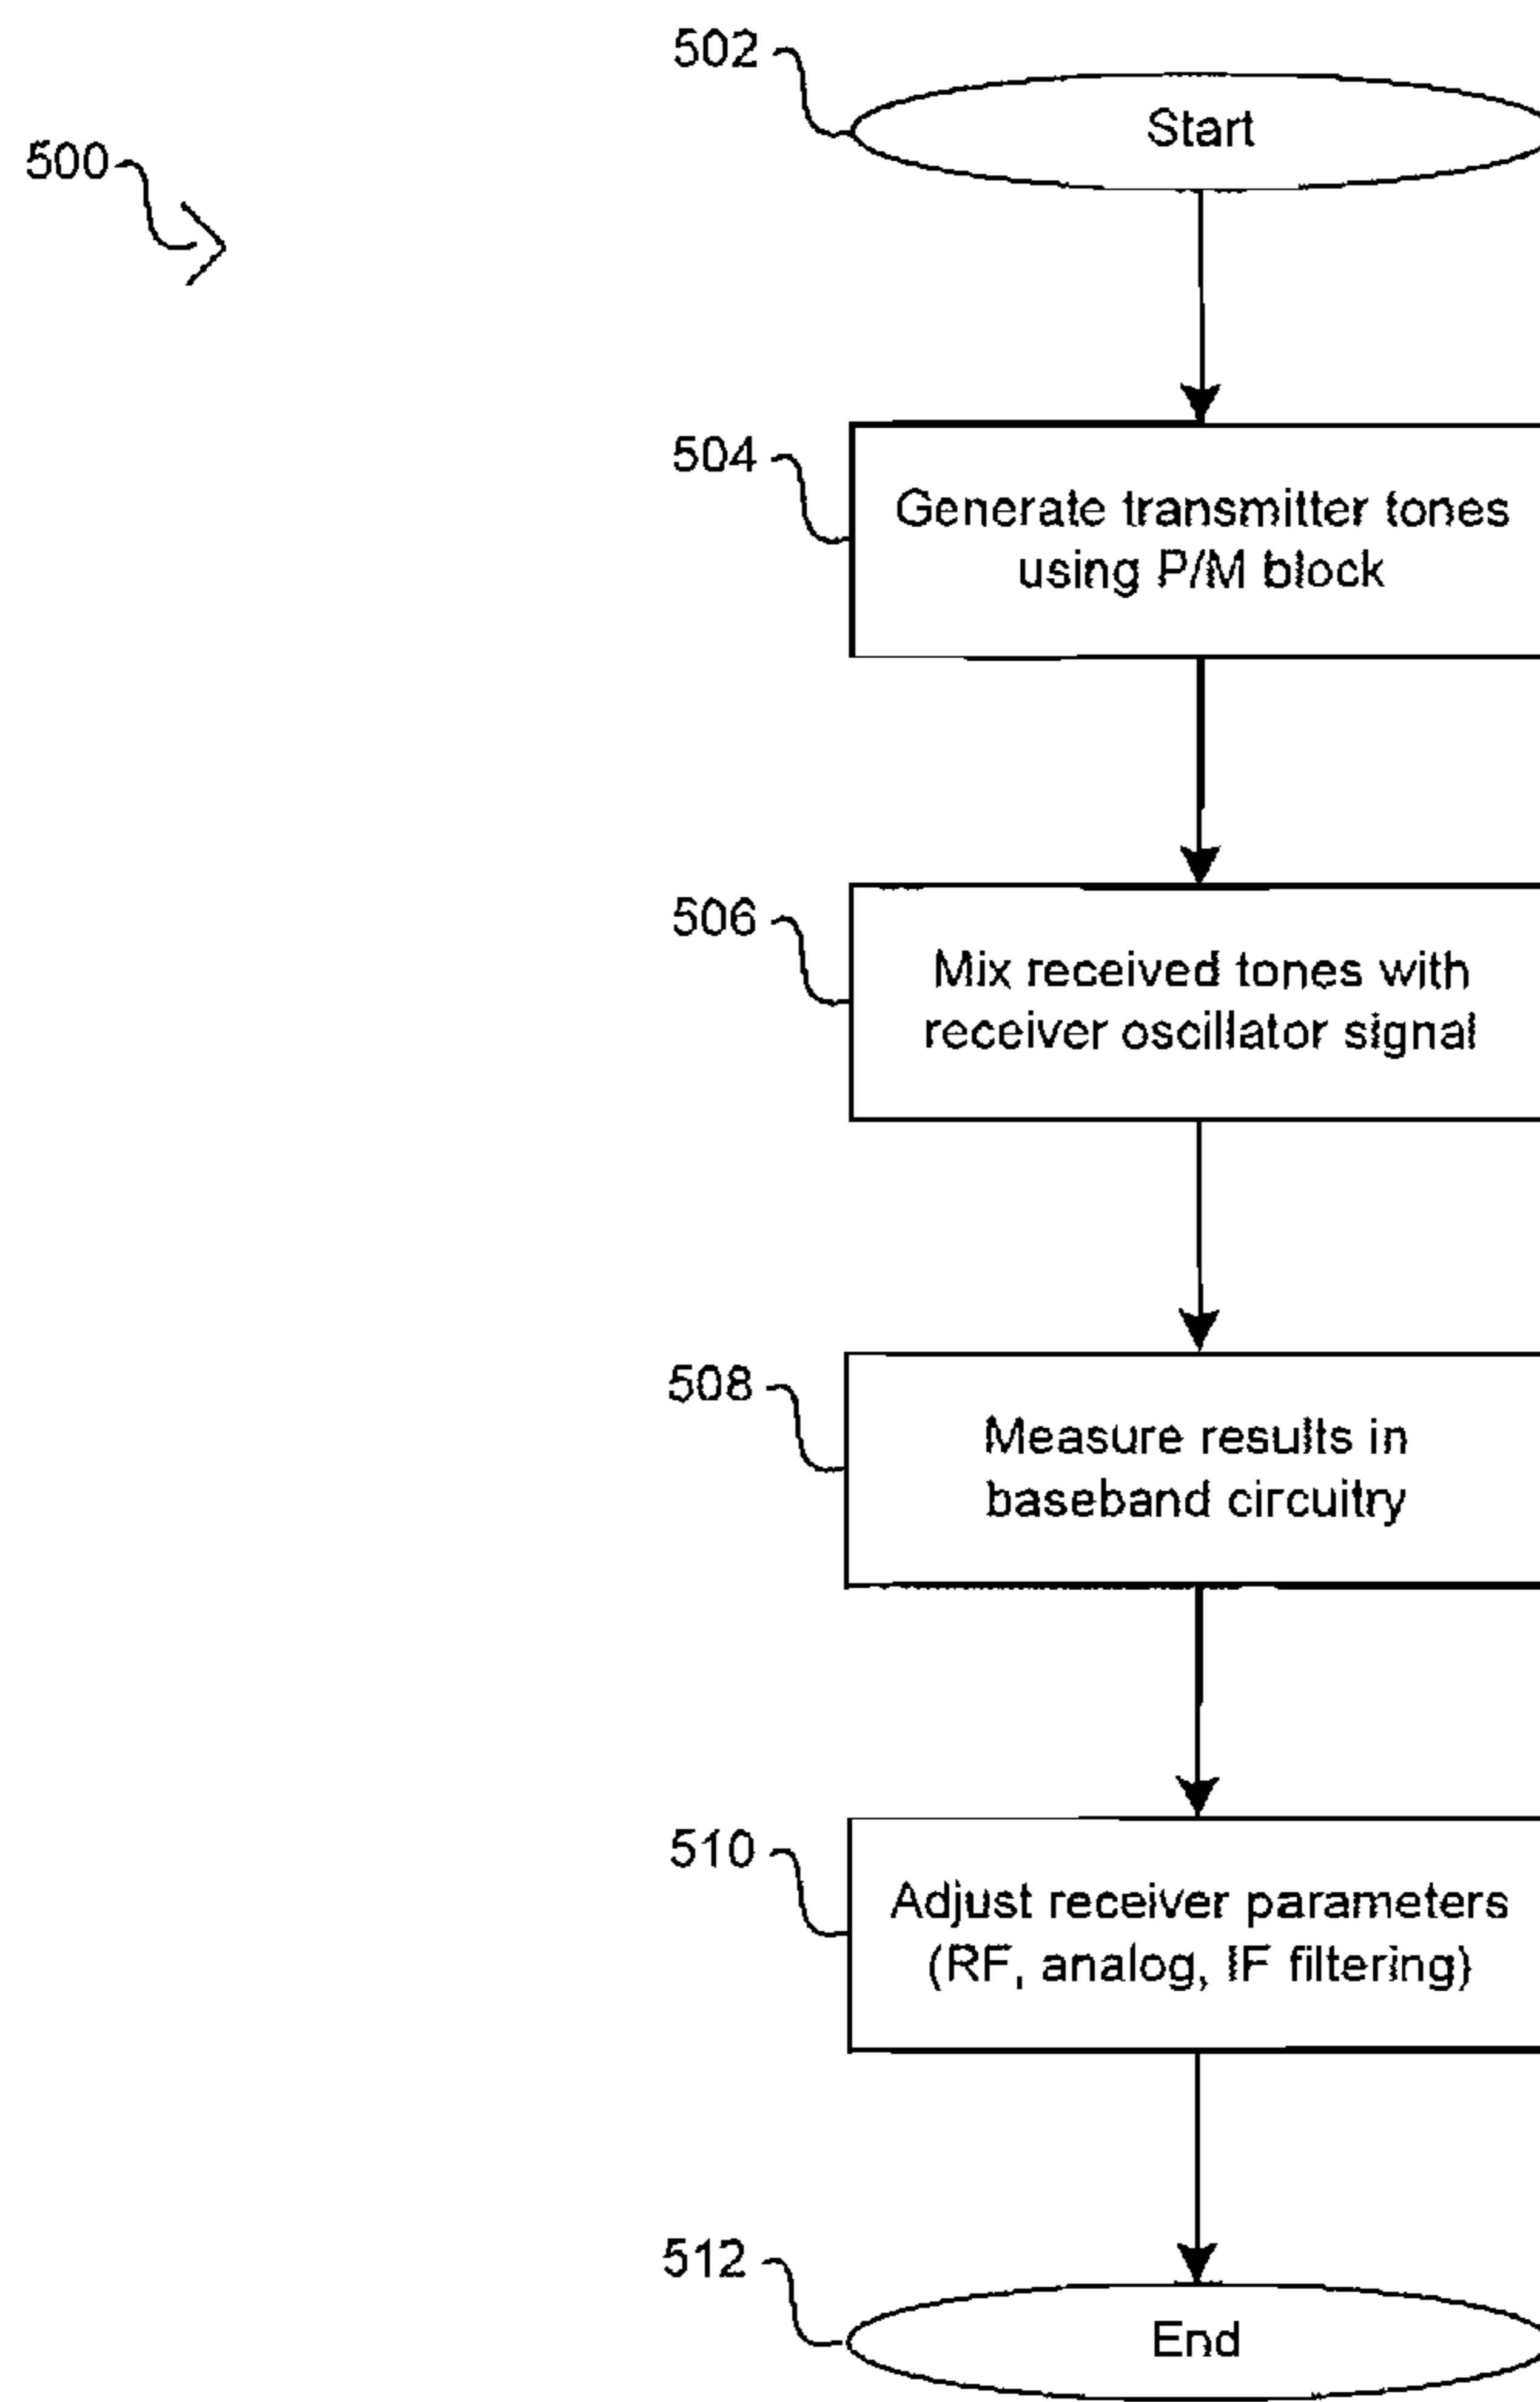 502
Start
500
504
Generate transmitter tones
using P/M block
506
Mix received tones with
receiver oscillator signal
508
Measure results in
baseband circuitry
510
Adjust receiver parameters
(RF, analog, IF filtering)
512
End